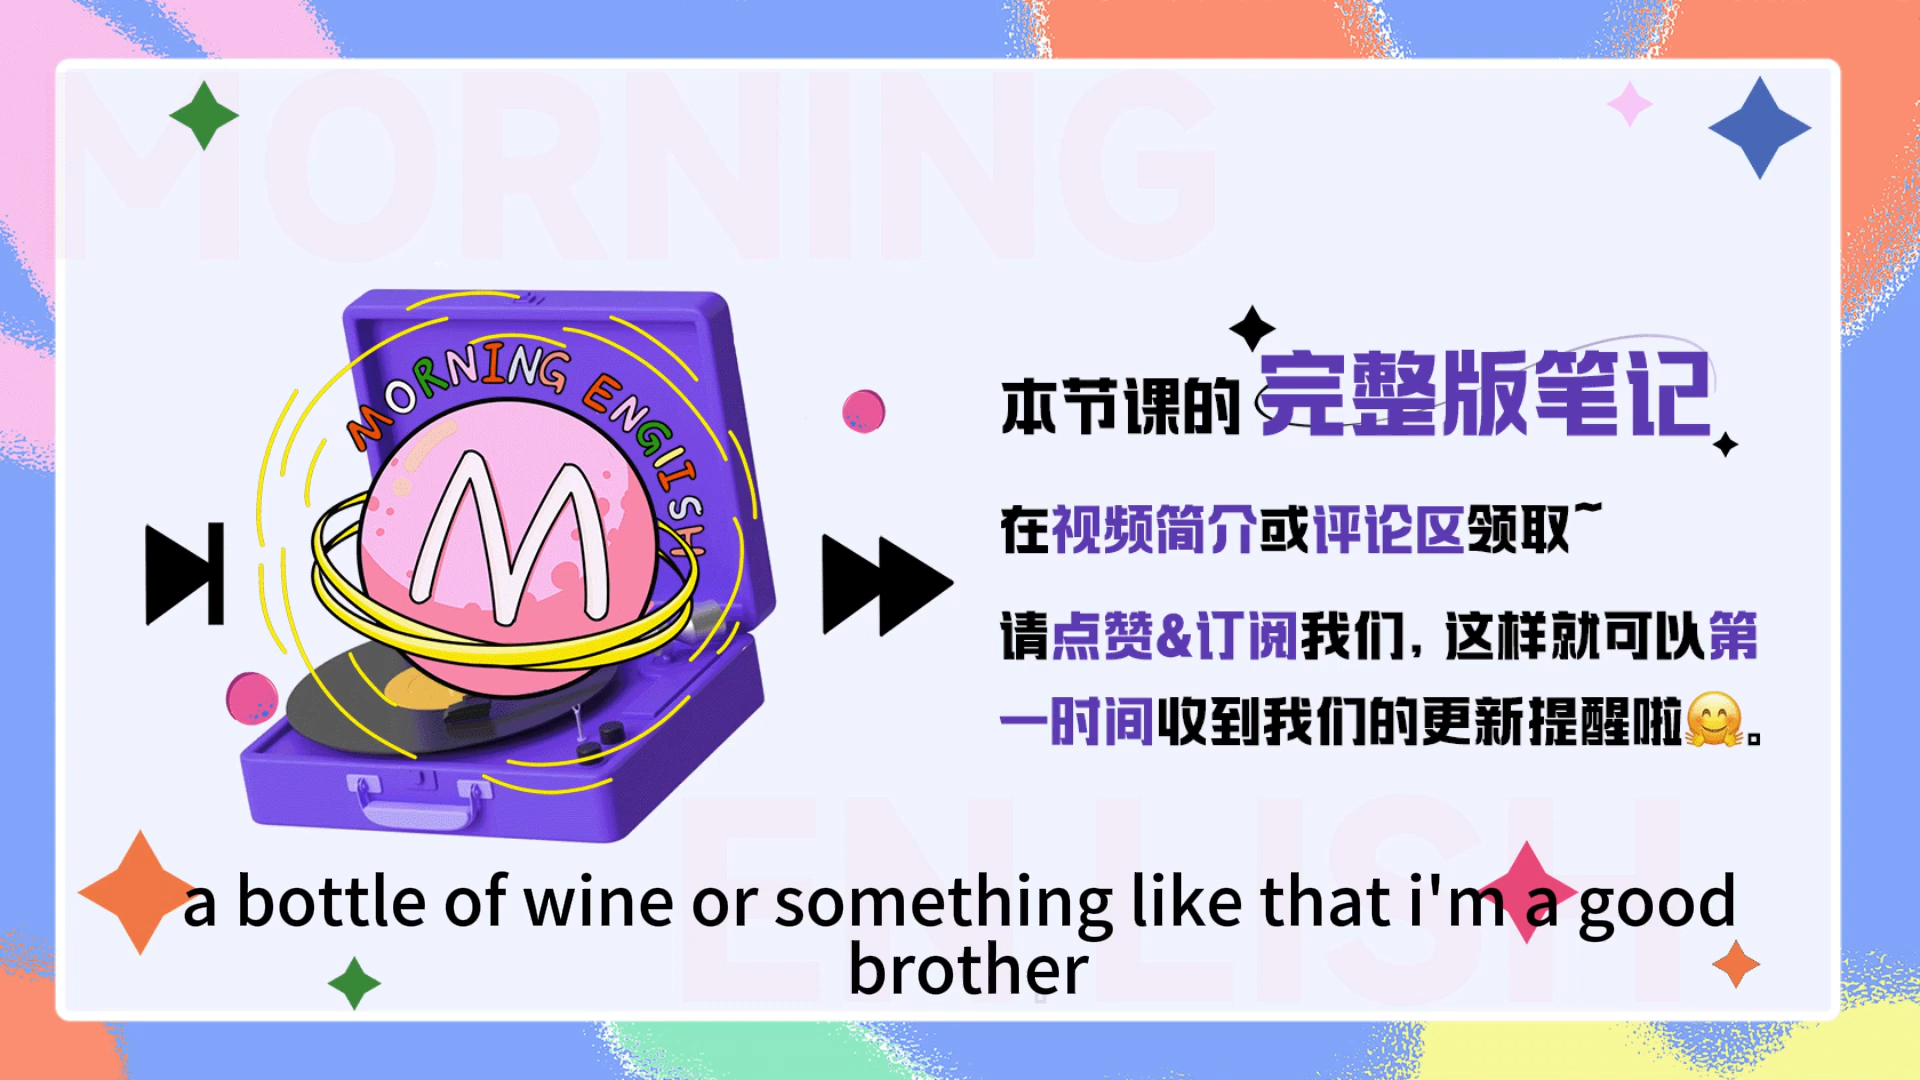 MORNING
MORNING ENGLISH
M
本节课的完整版笔记
在视频简介或评论区领取~
请点赞&订阅我们，这样就可以第
一时间收到我们的更新提醒啦🤗。
EN LISH
a bottle of wine or something like that i'm a good
brother